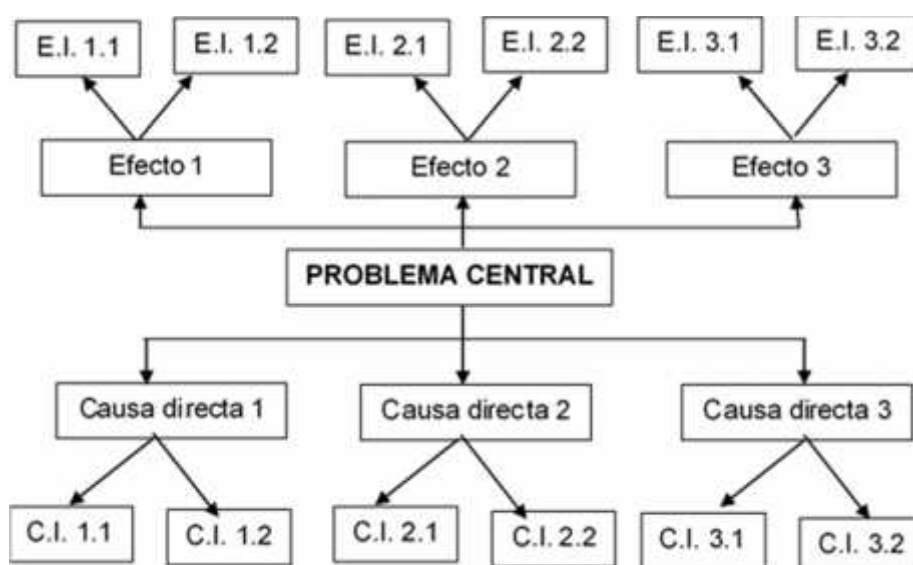 E.I. 1.1
E.I. 1.2
E.I. 2.1
E.I. 2.2
E.I. 3.1
E.I. 3.2
Efecto 1
Efecto 2
Efecto 3
PROBLEMA CENTRAL
Causa directa 1
Causa directa 2
Causa directa 3
C.I. 1.1
C.I. 1.2
C.I. 2.1
C.I. 2.2
C.I. 3.1
C.I. 3.2